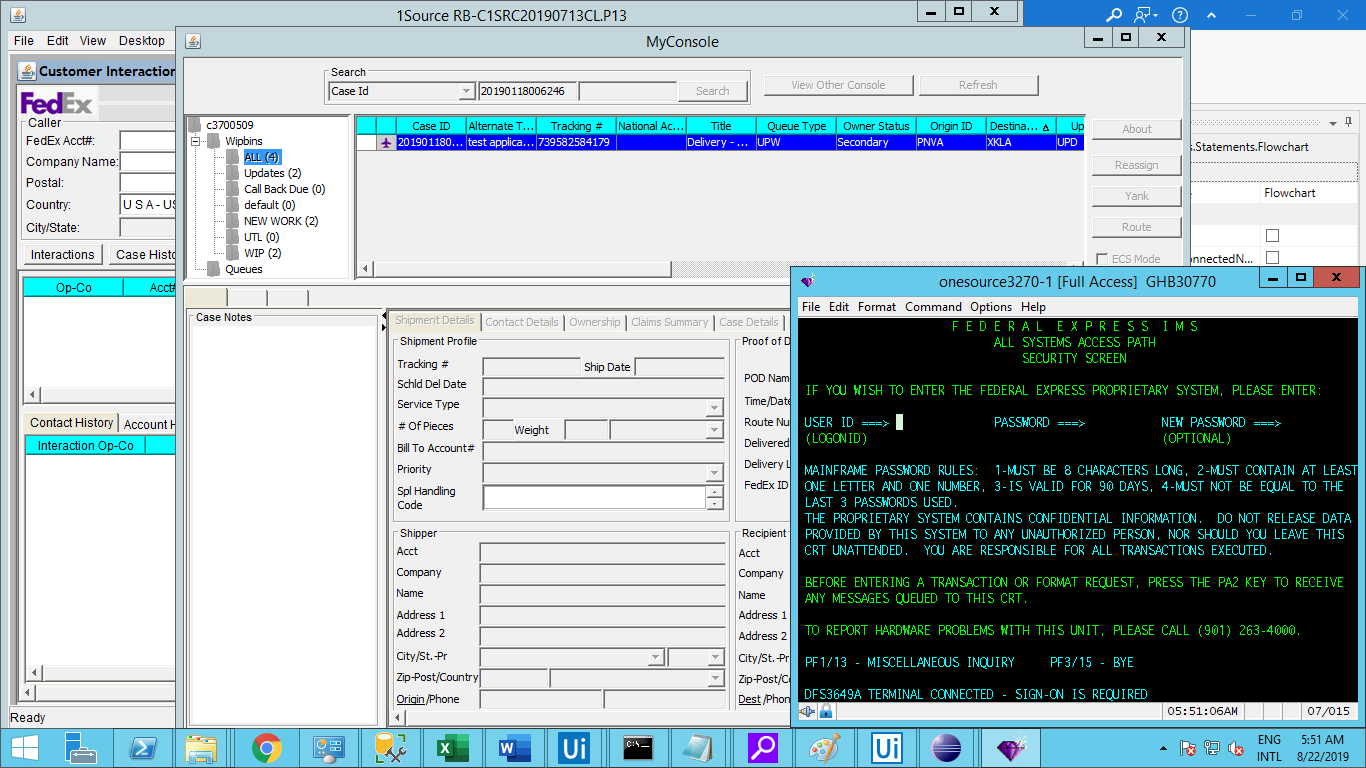 1Source RB-C1SRC20190713CL.P13
File Edit View Desktop
MyConsole
Customer Interaction
FedEx
Caller
FedEx Acct#:
Company Name:
Postal:
Country:
U S A - US
City/State:
Interactions
Case Histo
Op-Co
Acct#
Contact History
Account H
Interaction Op-Co
Ready
Search
Case Id
20190118006246
Search
View Other Console
Refresh
c3700509
Wipbins
ALL (4)
Updates (2)
Call Back Due (0)
default (0)
NEW WORK (2)
UTL (0)
WIP (2)
Queues
Case ID Alternate T... Tracking # National Ac... Title Queue Type Owner Status Origin ID Destina... Up
201901180... test applica... 739582584179 Delivery - ... UPW Secondary PNVA XKLA UPD
About
Reassign
Yank
Route
ECS Mode
s.Statements.Flowchart
Flowchart
onnectedN...
Case Notes
Shipment Details Contact Details Ownership Claims Summary Case Details
Shipment Profile
Tracking #
Ship Date
Schld Del Date
Service Type
# Of Pieces
Weight
Bill To Account#
Priority
Spl Handling
Code
Proof of D
POD Nam
Time/Date
Route Nu
Delivered
Delivery L
FedEx ID
Shipper
Acct
Company
Name
Address 1
Address 2
City/St.-Pr
Zip-Post/Country
Origin/Phone
Recipient
Acct
Company
Name
Address 1
Address 2
City/St.-Pr
Zip-Post/
Dest /Phon
onesource3270-1 [Full Access] GHB30770
File Edit Format Command Options Help
F E D E R A L E X P R E S S I M S
ALL SYSTEMS ACCESS PATH
SECURITY SCREEN
IF YOU WISH TO ENTER THE FEDERAL EXPRESS PROPRIETARY SYSTEM, PLEASE ENTER:
USER ID ===> PASSWORD ===> NEW PASSWORD ===>
(LOGONID) (OPTIONAL)
MAINFRAME PASSWORD RULES: 1-MUST BE 8 CHARACTERS LONG, 2-MUST CONTAIN AT LEAST
ONE LETTER AND ONE NUMBER, 3-IS VALID FOR 90 DAYS, 4-MUST NOT BE EQUAL TO THE
LAST 3 PASSWORDS USED.
THE PROPRIETARY SYSTEM CONTAINS CONFIDENTIAL INFORMATION. DO NOT RELEASE DATA
PROVIDED BY THIS SYSTEM TO ANY UNAUTHORIZED PERSON, NOR SHOULD YOU LEAVE THIS
CRT UNATTENDED. YOU ARE RESPONSIBLE FOR ALL TRANSACTIONS EXECUTED.
BEFORE ENTERING A TRANSACTION OR FORMAT REQUEST, PRESS THE PA2 KEY TO RECEIVE
ANY MESSAGES QUEUED TO THIS CRT.
TO REPORT HARDWARE PROBLEMS WITH THIS UNIT, PLEASE CALL (901) 263-4000.
PF1/13 - MISCELLANEOUS INQUIRY PF3/15 - BYE
DFS3649A TERMINAL CONNECTED - SIGN-ON IS REQUIRED
05:51:06AM
07/015
Ui
Ui
ENG
INTL
5:51 AM
8/22/2019